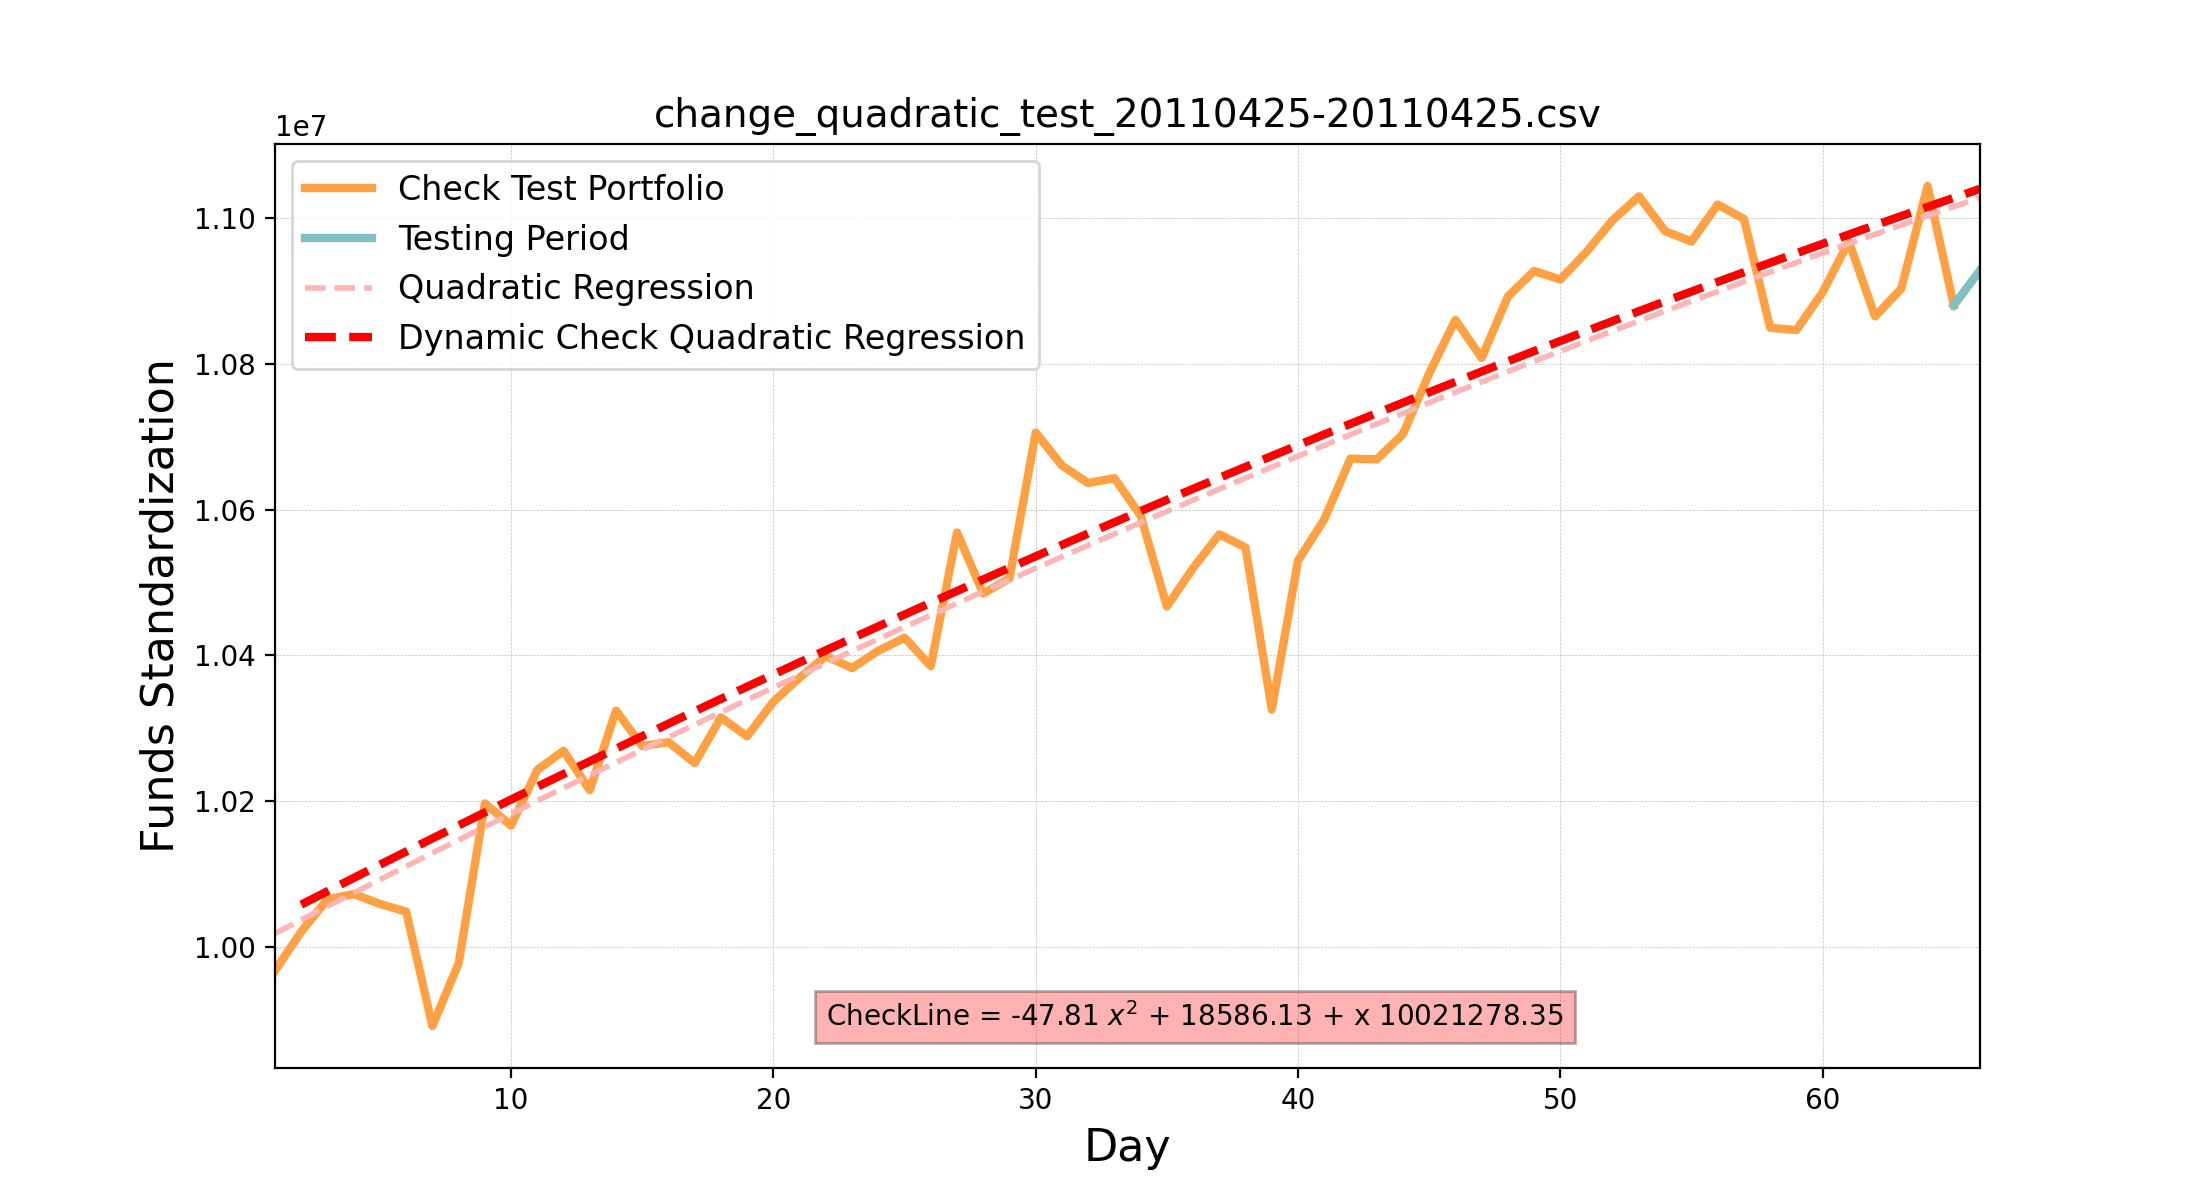 change_quadratic_test_20110425-20110425.csv
1e7
Check Test Portfolio
Testing Period
Quadratic Regression
Dynamic Check Quadratic Regression
Funds Standardization
1.10
1.08
1.06
1.04
1.02
1.00
CheckLine = -47.81 x² + 18586.13 + x 10021278.35
10 20 30 40 50 60
Day